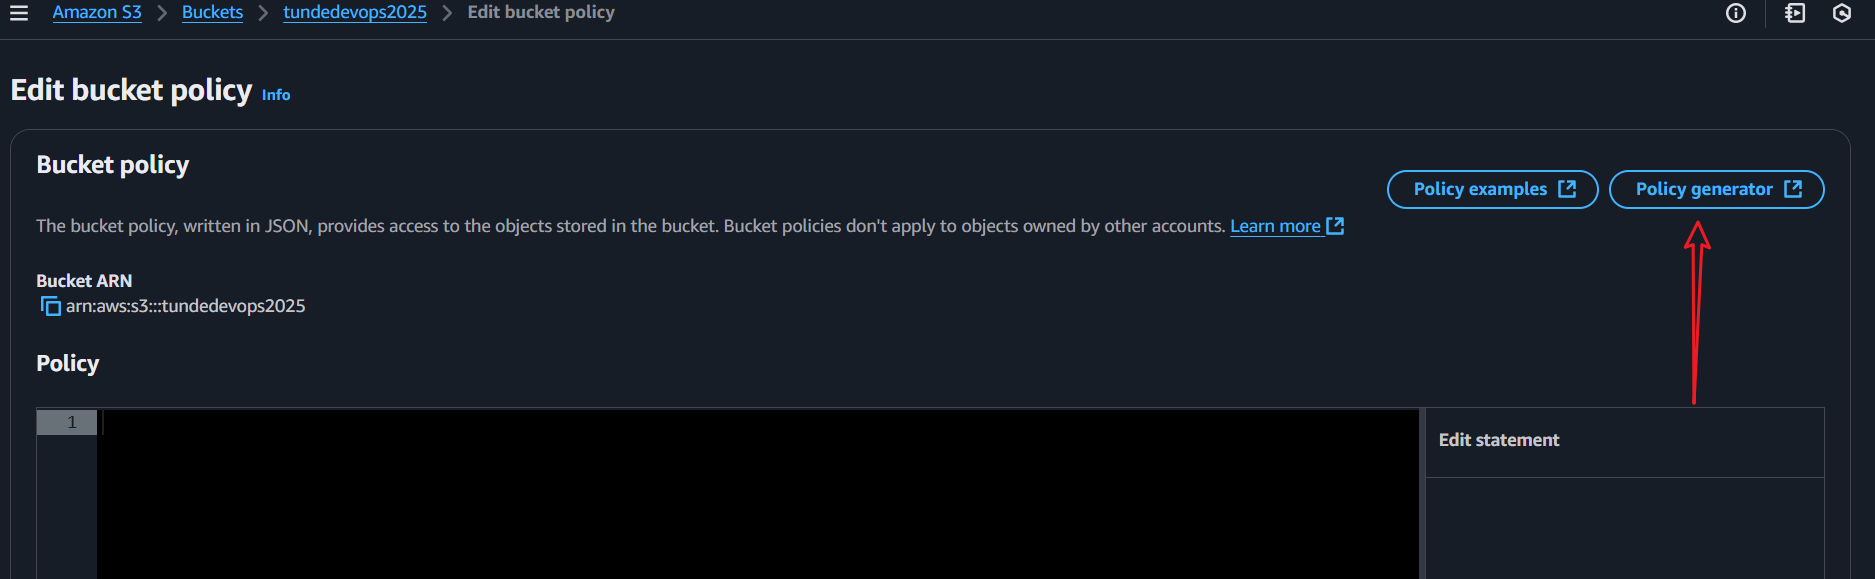 Amazon S3 > Buckets > tundedevops2025 > Edit bucket policy
Edit bucket policy Info
Bucket policy
Policy examples
Policy generator
The bucket policy, written in JSON, provides access to the objects stored in the bucket. Bucket policies don't apply to objects owned by other accounts. Learn more
Bucket ARN
arn:aws:s3:::tundedevops2025
Policy
1
Edit statement